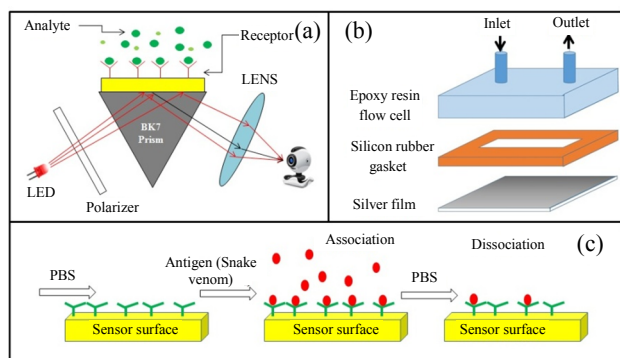 Analyte
(a)
Receptor
LENS
BK7
Prism
LED
Polarizer
(b)
Inlet
Outlet
Epoxy resin
flow cell
Silicon rubber
gasket
Silver film
(c)
PBS
Antigen (Snake
venom)
Association
PBS
Dissociation
Sensor surface
Sensor surface
Sensor surface